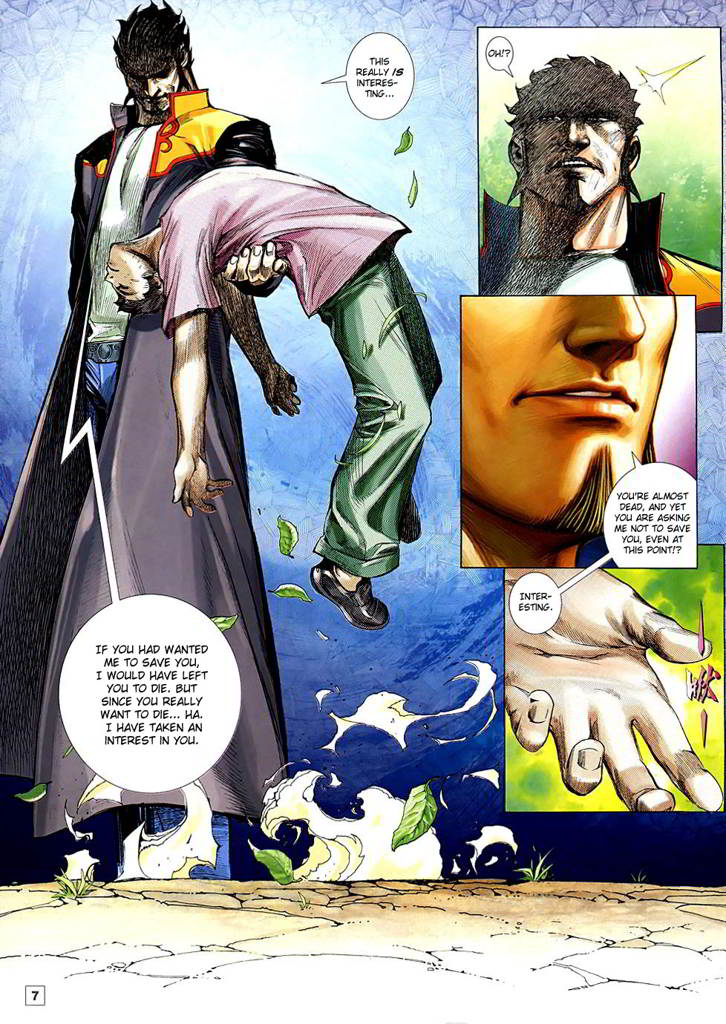 OH!?
YOU'RE ALMOST
DEAD, AND YET
YOU ARE ASKING
ME NOT TO SAVE
YOU, EVEN AT
THIS POINT!?
INTER-
ESTING.
THIS
REALLY IS
INTERES-
TING...
IF YOU HAD WANTED
ME TO SAVE YOU,
I WOULD HAVE LEFT
YOU TO DIE. BUT
SINCE YOU REALLY
WANT TO DIE... HA.
I HAVE TAKEN AN
INTEREST IN YOU.
7